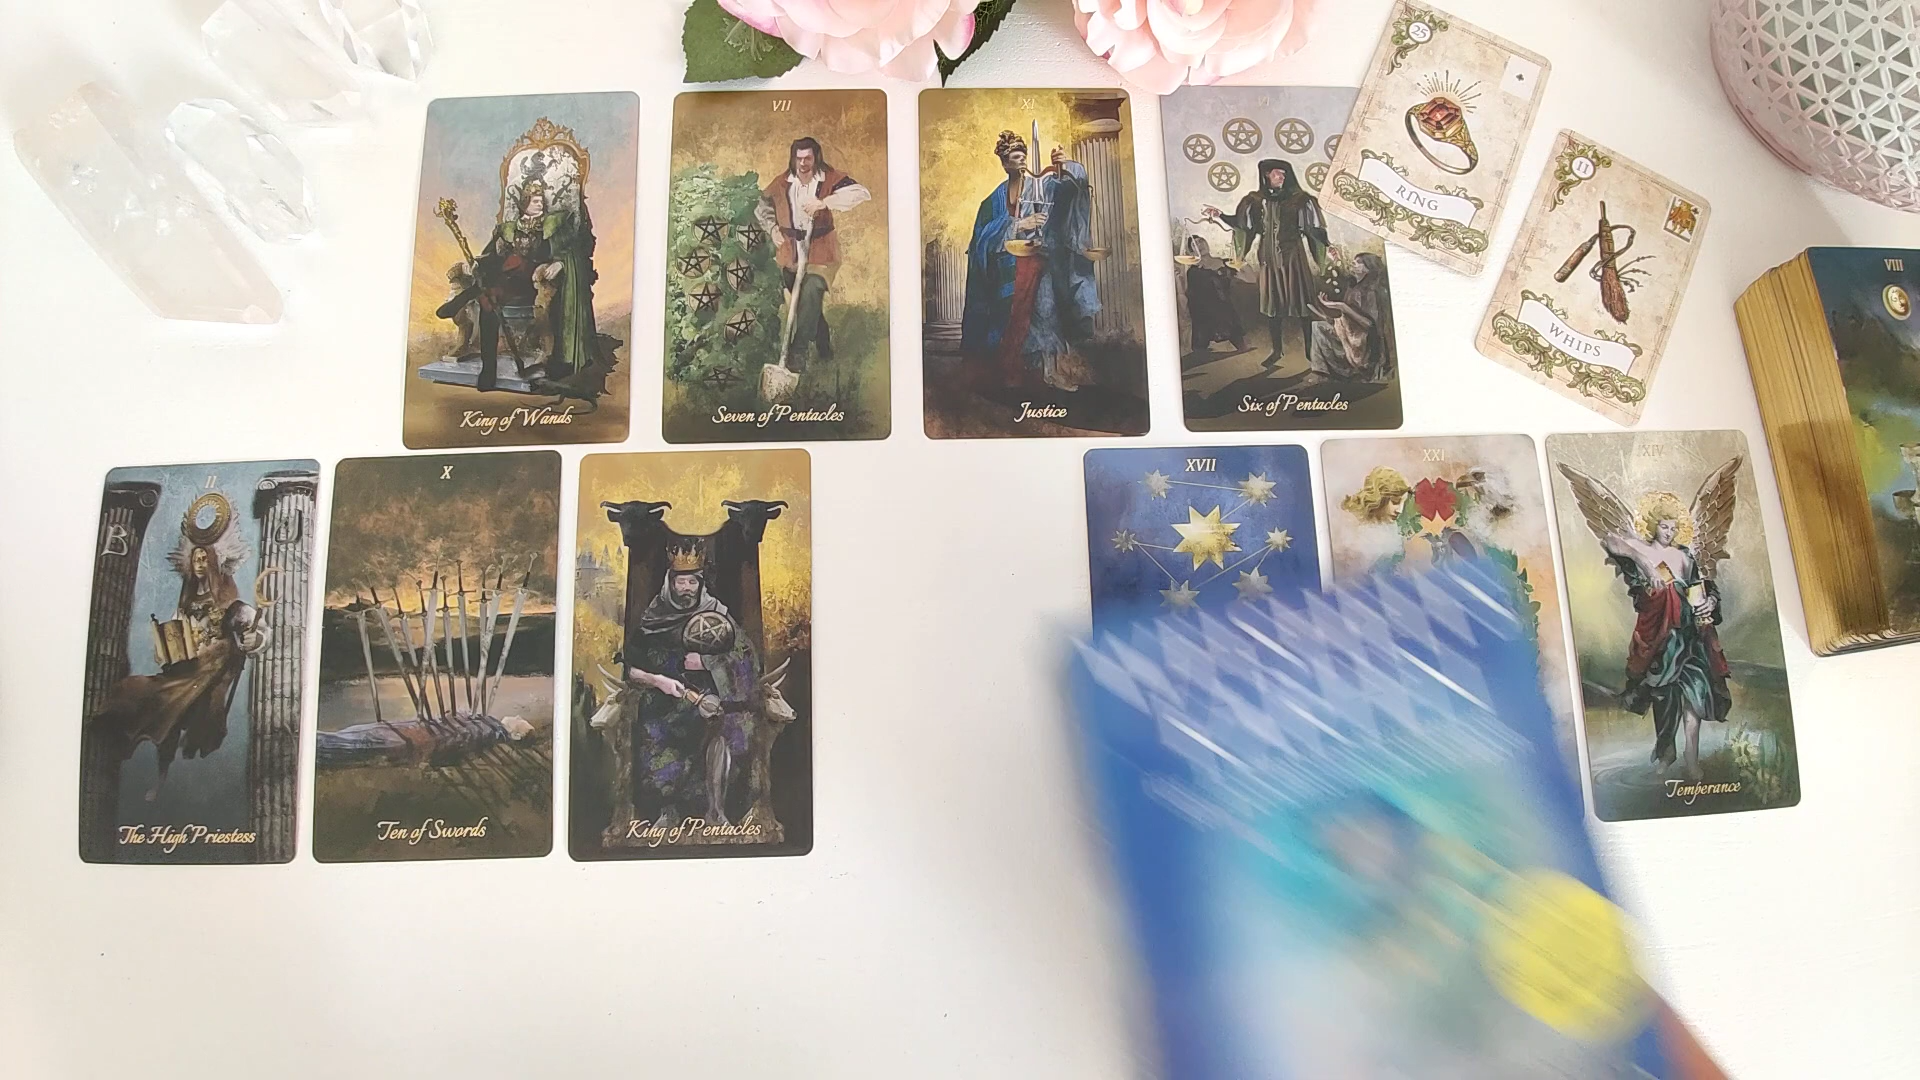 King of Wands
VII
Seven of Pentacles
XI
Justice
VI
Six of Pentacles
25
RING
11
WHIPS
VIII
II
B
J
The High Priestess
X
Ten of Swords
King of Pentacles
XVII
XXI
XIV
Temperance